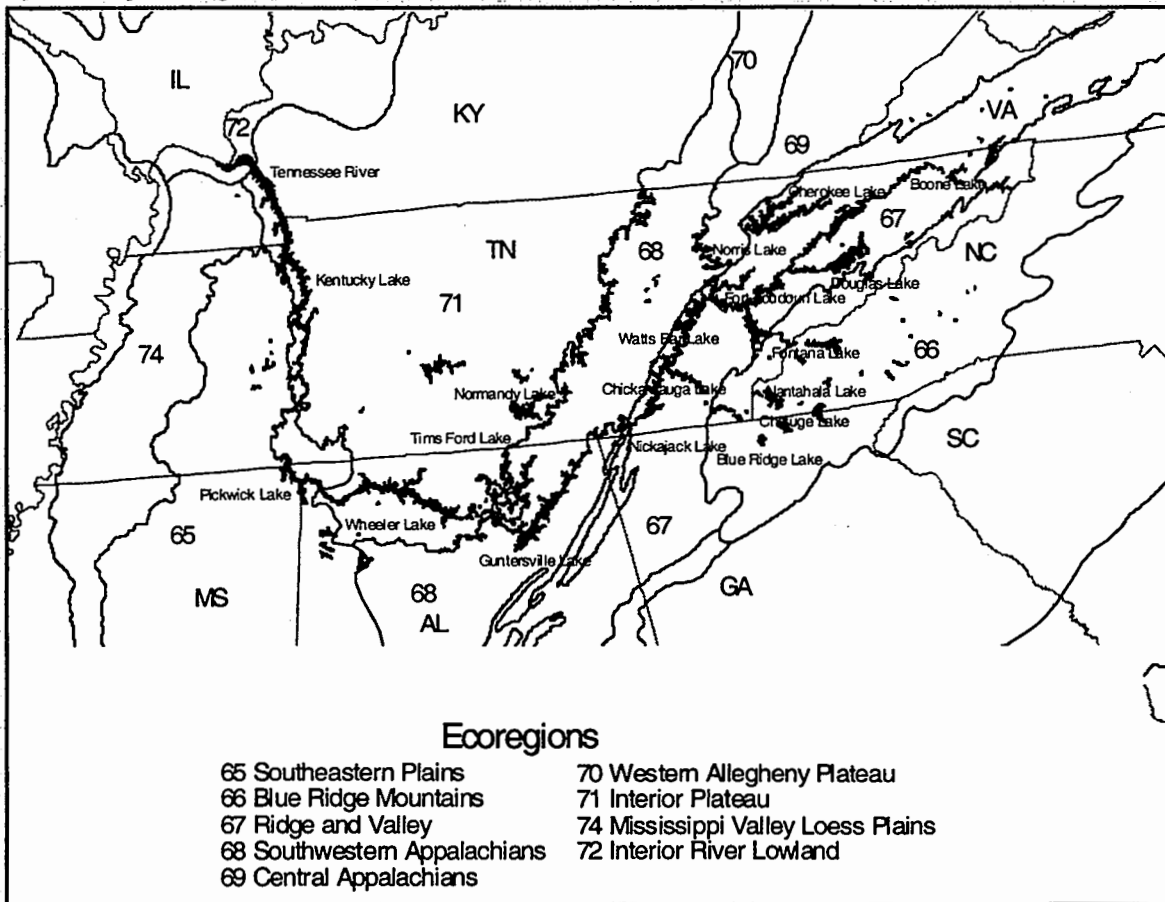 IL
70
KY
VA
72
69
Tennessee River
Cherokee Lake
Boone Lake
67
TN
68
Norris Lake
NC
Kentucky Lake
Douglas Lake
Fort Loudoun Lake
71
Watts Bar Lake
74
Fontana Lake
66
Normandy Lake
Chickamauga Lake
Nantahala Lake
Chatuge Lake
Tims Ford Lake
Nickajack Lake
SC
Blue Ridge Lake
Pickwick Lake
Wheeler Lake
67
65
Guntersville Lake
GA
MS
68
AL
Ecoregions
65 Southeastern Plains
66 Blue Ridge Mountains
67 Ridge and Valley
68 Southwestern Appalachians
69 Central Appalachians
70 Western Allegheny Plateau
71 Interior Plateau
74 Mississippi Valley Loess Plains
72 Interior River Lowland